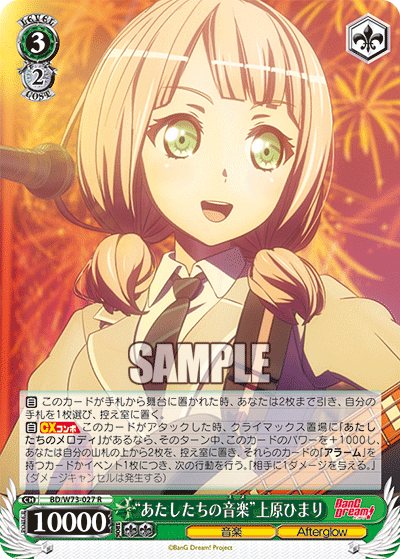 LEVEL
3
2
COST
SAMPLE
自 このカードが手札から舞台に置かれた時、あなたは2枚まで引き、自分の
手札を1枚選び、控え室に置く。
自 CXコンボ このカードがアタックした時、クライマックス置場に「あたし
たちのメロディ」があるなら、そのターン中、このカードのパワーを+1000し、
あなたは自分の山札の上から2枚を、控え室に置き、それらのカードの『アラーム』を
持つカードかイベント1枚につき、次の行動を行う。『相手に1ダメージを与える。』
(ダメージキャンセルは発生する)
CH BD/W73-027 R
10000
"あたしたちの音楽"上原ひまり
BanG Dream!
音楽 Afterglow
©BanG Dream! Project